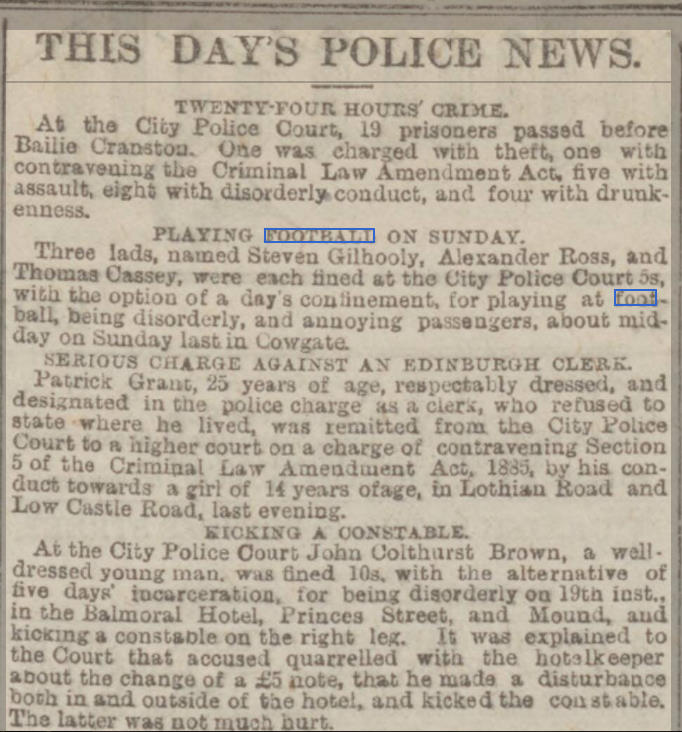 THIS DAY'S POLICE NEWS.
TWENTY-FOUR HOURS' CRIME.
At the City Police Court, 19 prisoners passed before
Bailie Cranston. One was charged with theft, one with
contravening the Criminal Law Amendment Act, five with
assault, eight with disorderly conduct, and four with drunk-
enness.
PLAYING FOOTBALL ON SUNDAY.
Three lads, named Steven Gilhooly, Alexander Ross, and
Thomas Cassey, were each fined at the City Police Court 5s,
with the option of a day's confinement, for playing at foot-
ball, being disorderly, and annoying passengers, about mid-
day on Sunday last in Cowgate.
SERIOUS CHARGE AGAINST AN EDINBURGH CLERK.
Patrick Grant, 25 years of age, respectably dressed, and
designated in the police charge as a clerk, who refused to
state where he lived, was remitted from the City Police
Court to a higher court on a charge of contravening Section
5 of the Criminal Law Amendment Act, 1885, by his con-
duct towards a girl of 14 years ofage, in Lothian Road and
Low Castle Road, last evening.
KICKING A CONSTABLE.
At the City Police Court John Colthurst Brown, a well-
dressed young man, was fined 10s, with the alternative of
five days' incarceration, for being disorderly on 19th inst.,
in the Balmoral Hotel, Princes Street, and Mound, and
kicking a constable on the right leg. It was explained to
the Court that accused quarrelled with the hotelkeeper
about the change of a £5 note, that he made a disturbance
both in and outside of the hotel, and kicked the constable.
The latter was not much hurt.